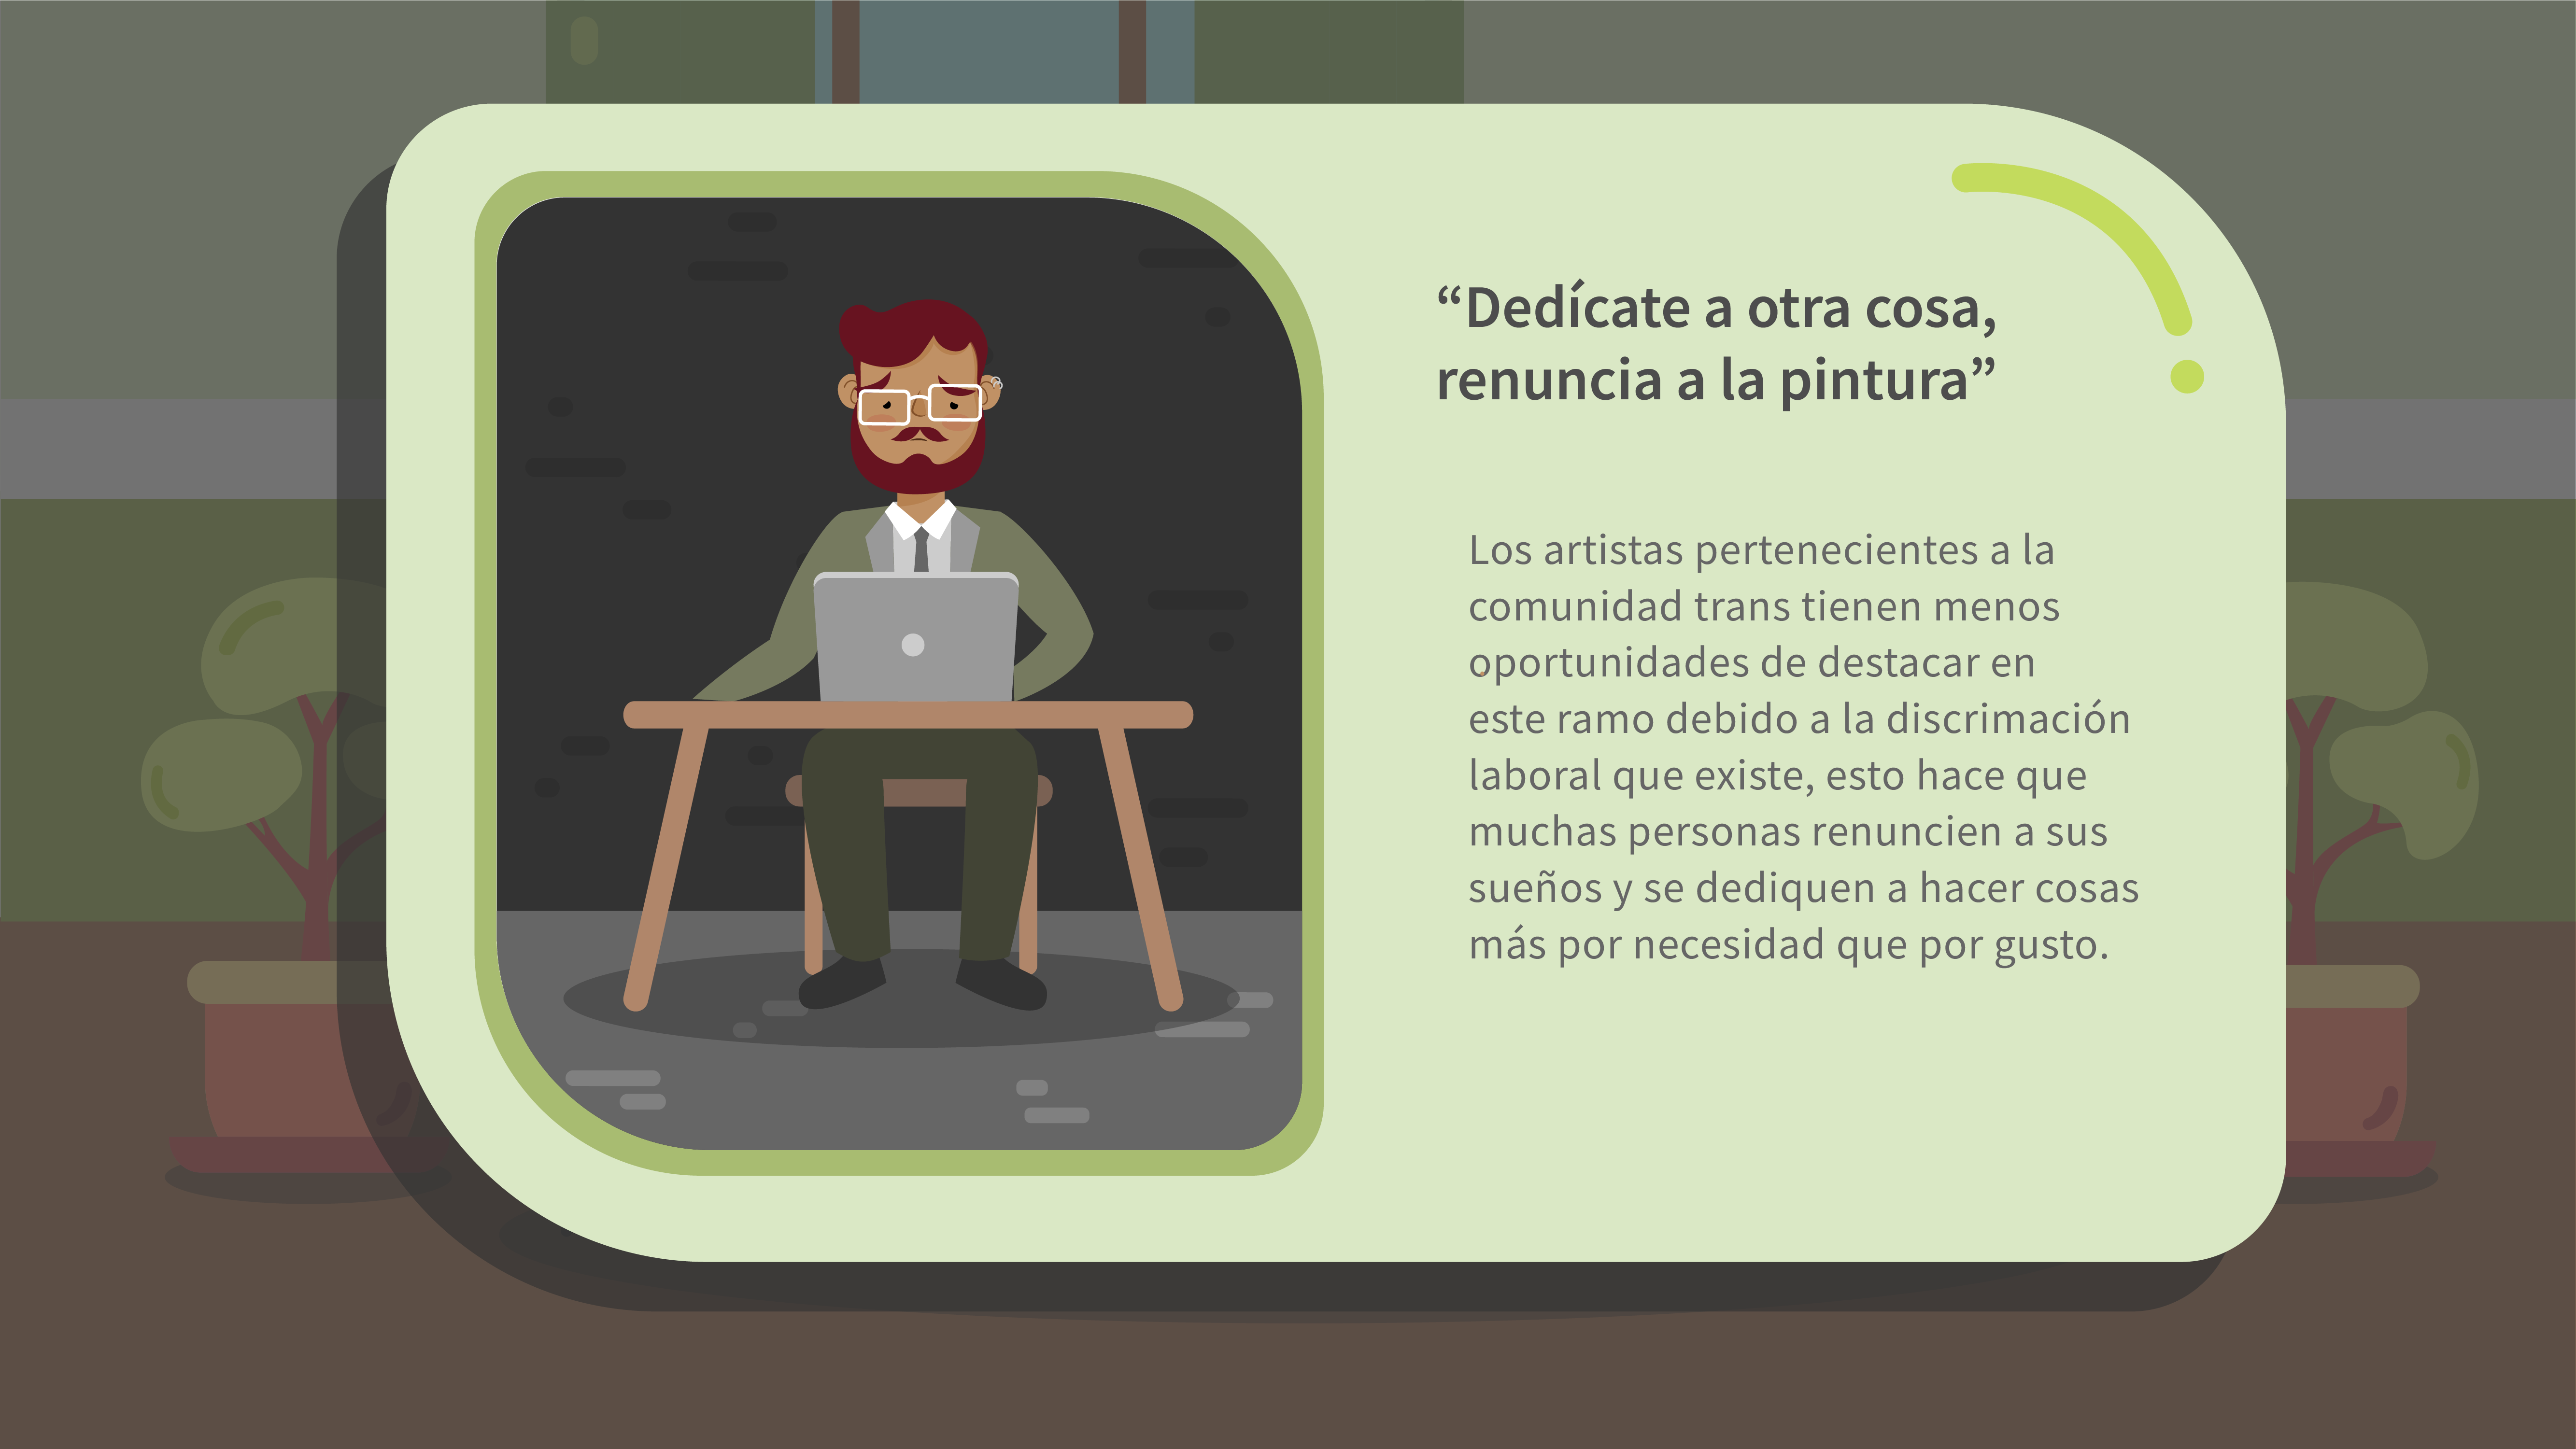 “Dedícate a otra cosa,
renuncia a la pintura”
Los artistas pertenecientes a la
comunidad trans tienen menos
oportunidades de destacar en
este ramo debido a la discrimación
laboral que existe, esto hace que
muchas personas renuncien a sus
sueños y se dediquen a hacer cosas
más por necesidad que por gusto.